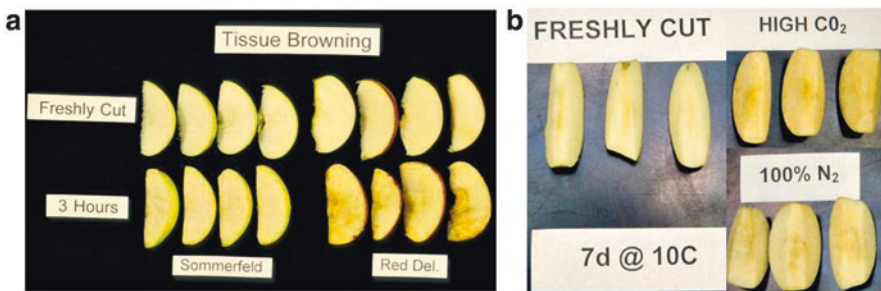 a
Tissue Browning
Freshly Cut
3 Hours
Sommerfeld
Red Del.
b
FRESHLY CUT
HIGH C0₂
100% N₂
7d @ 10C